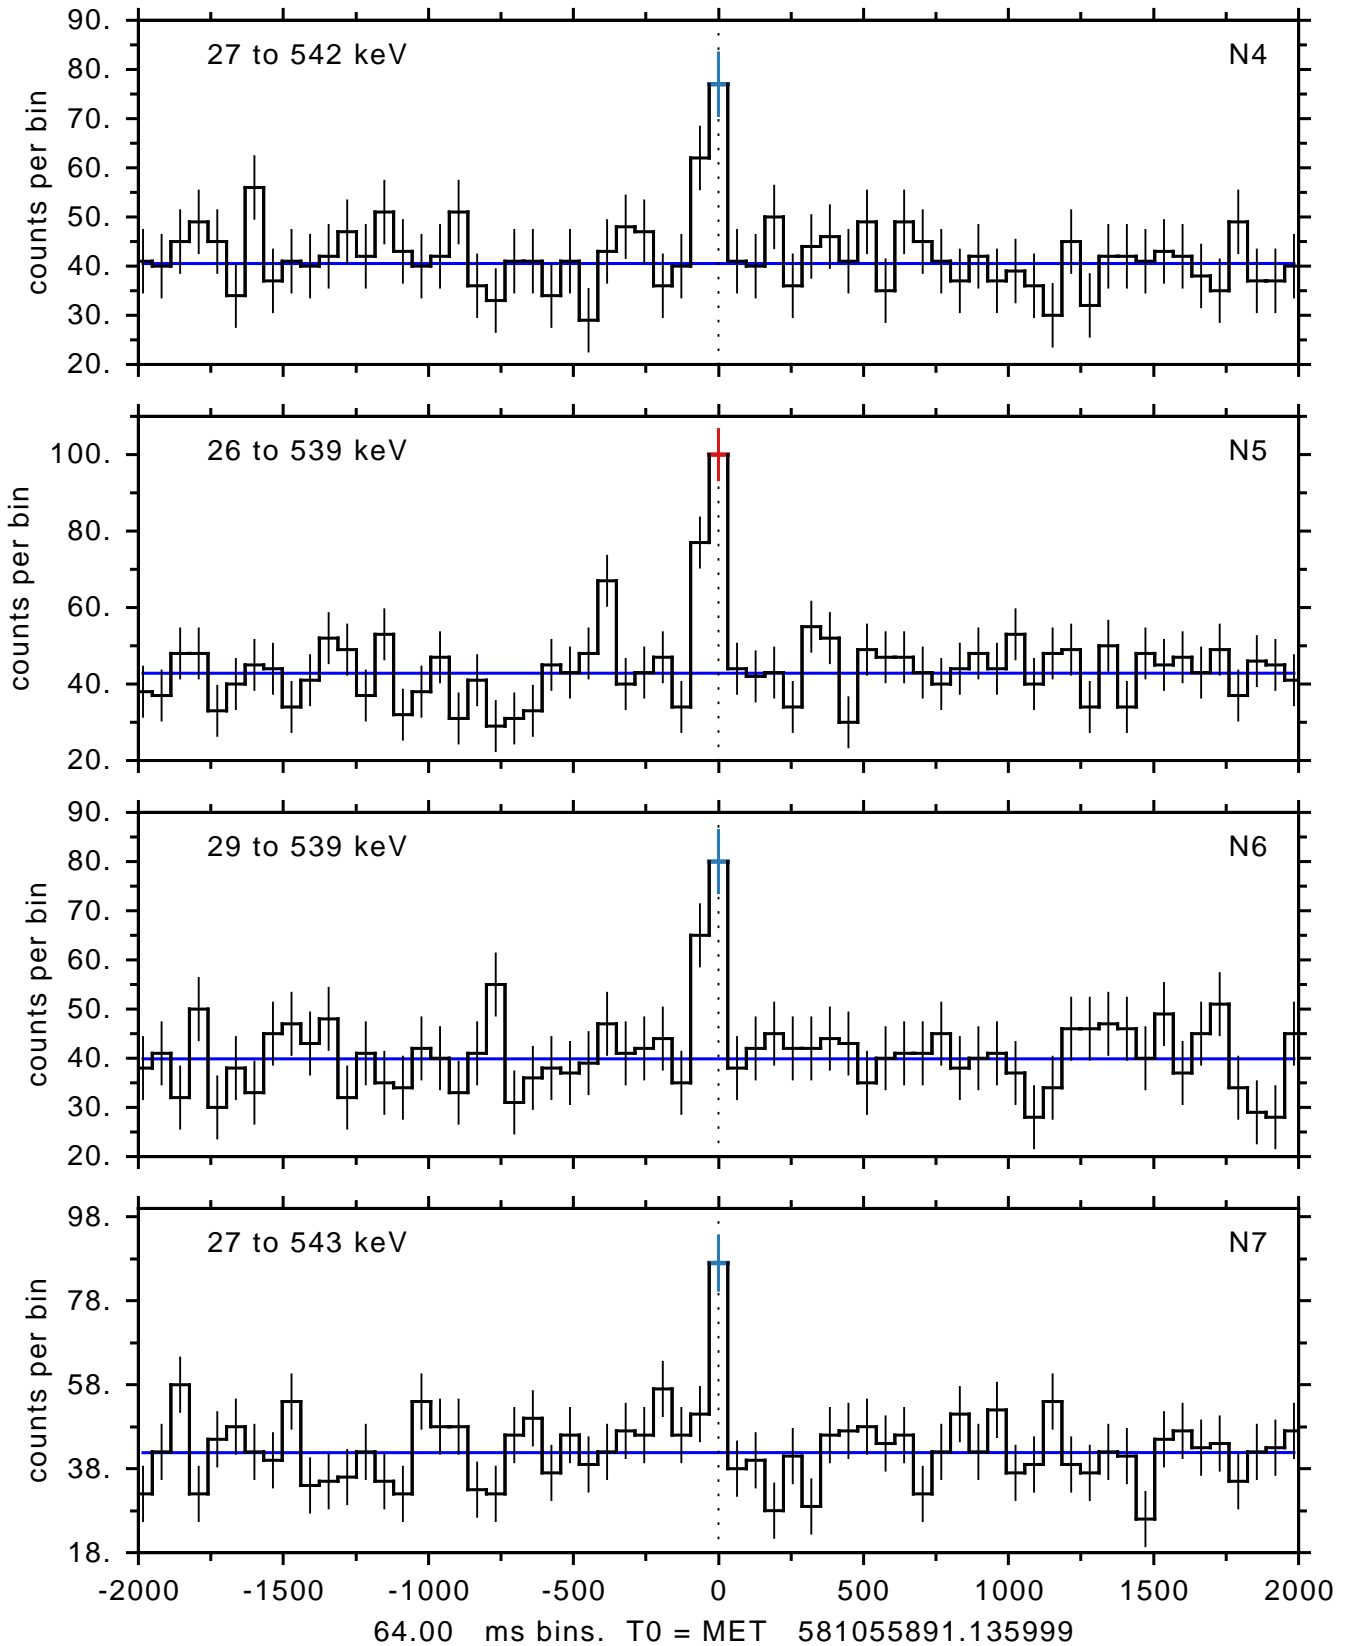 90.
27 to 542 keV N4
80.
70.
60.
50.
40.
30.
20.
counts per bin
26 to 539 keV N5
100.
80.
60.
40.
20.
counts per bin
90.
29 to 539 keV N6
80.
70.
60.
50.
40.
30.
20.
counts per bin
98.
27 to 543 keV N7
78.
58.
38.
18.
counts per bin
-2000 -1500 -1000 -500 0 500 1000 1500 2000
64.00 ms bins. T0 = MET 581055891.135999